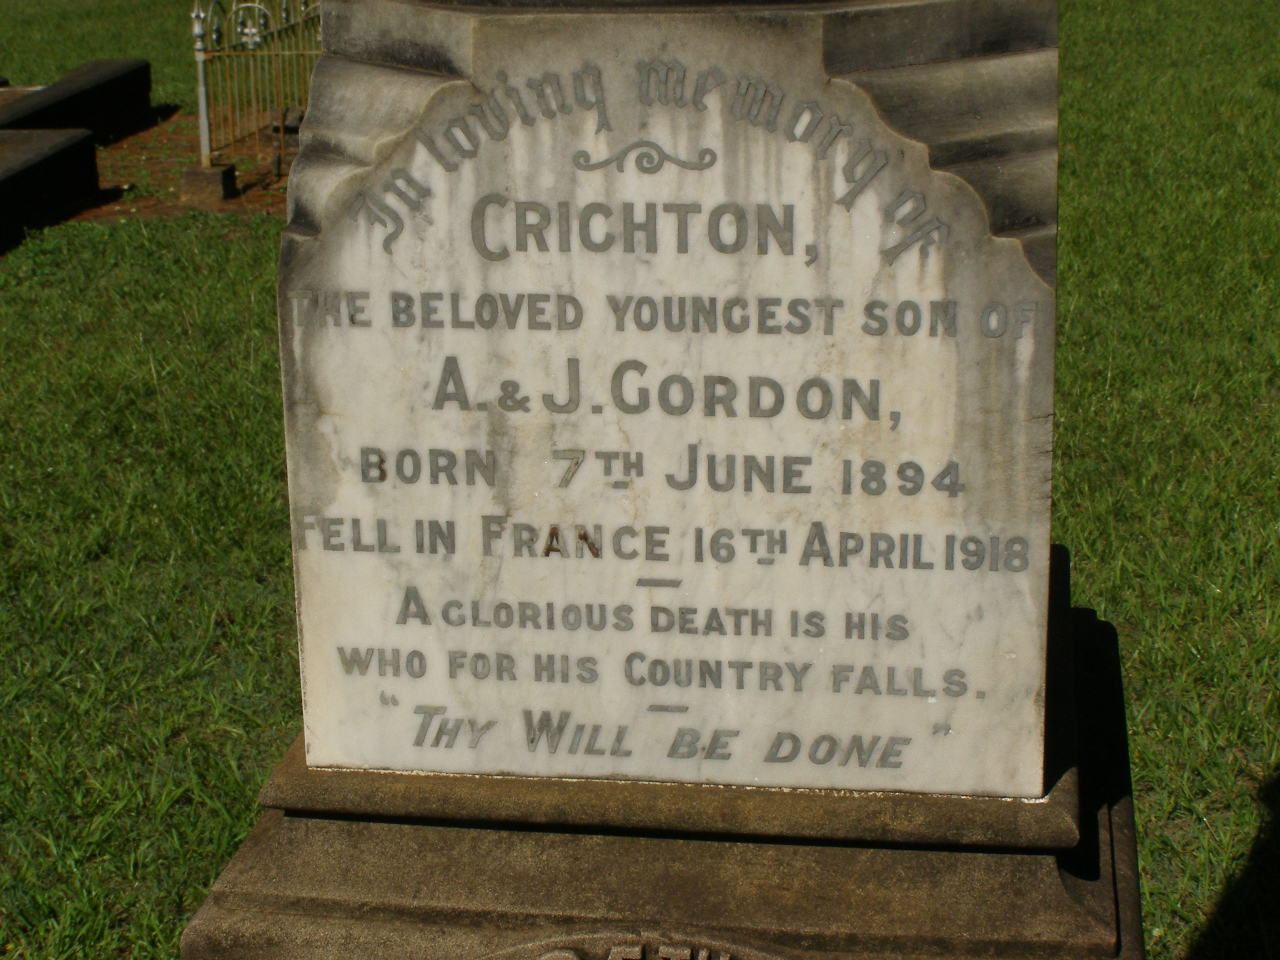 In loving memory of
CRICHTON,
THE BELOVED YOUNGEST SON OF
A. & J. GORDON,
BORN 7TH JUNE 1894
FELL IN FRANCE 16TH APRIL 1918
A GLORIOUS DEATH IS HIS
WHO FOR HIS COUNTRY FALLS.
"THY WILL BE DONE"